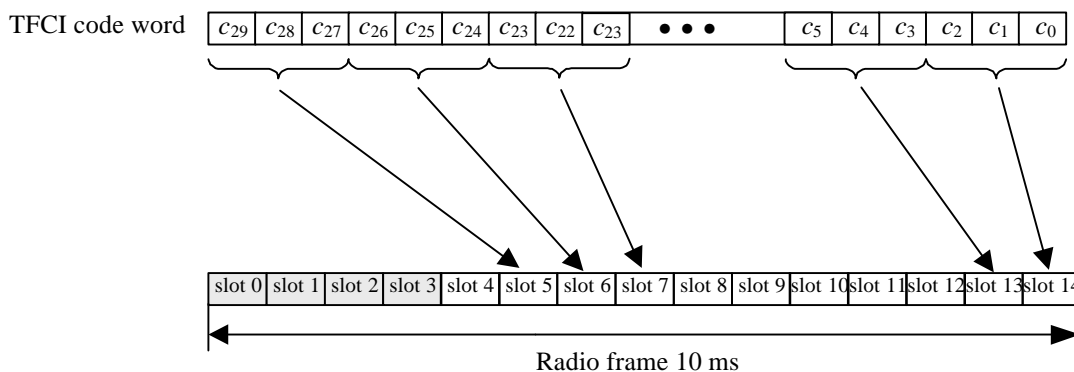 TFCI code word c29 c28 c27 c26 c25 c24 c23 c22 c23 • • • c5 c4 c3 c2 c1 c0
slot 0 slot 1 slot 2 slot 3 slot 4 slot 5 slot 6 slot 7 slot 8 slot 9 slot 10 slot 11 slot 12 slot 13 slot 14
Radio frame 10 ms